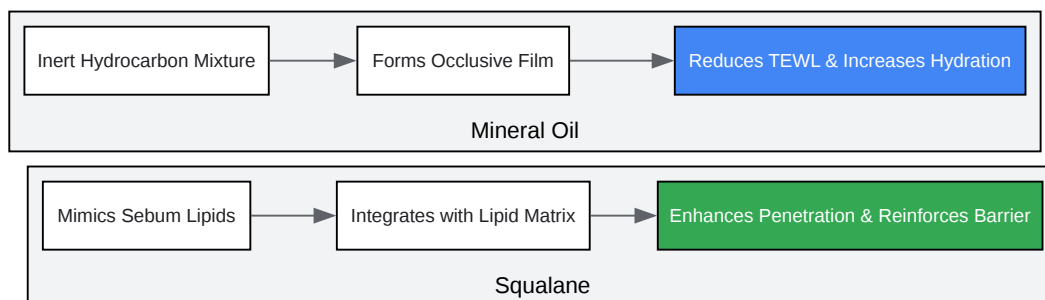 Inert Hydrocarbon Mixture
Forms Occlusive Film
Reduces TEWL & Increases Hydration
Mineral Oil
Mimics Sebum Lipids
Integrates with Lipid Matrix
Enhances Penetration & Reinforces Barrier
Squalane